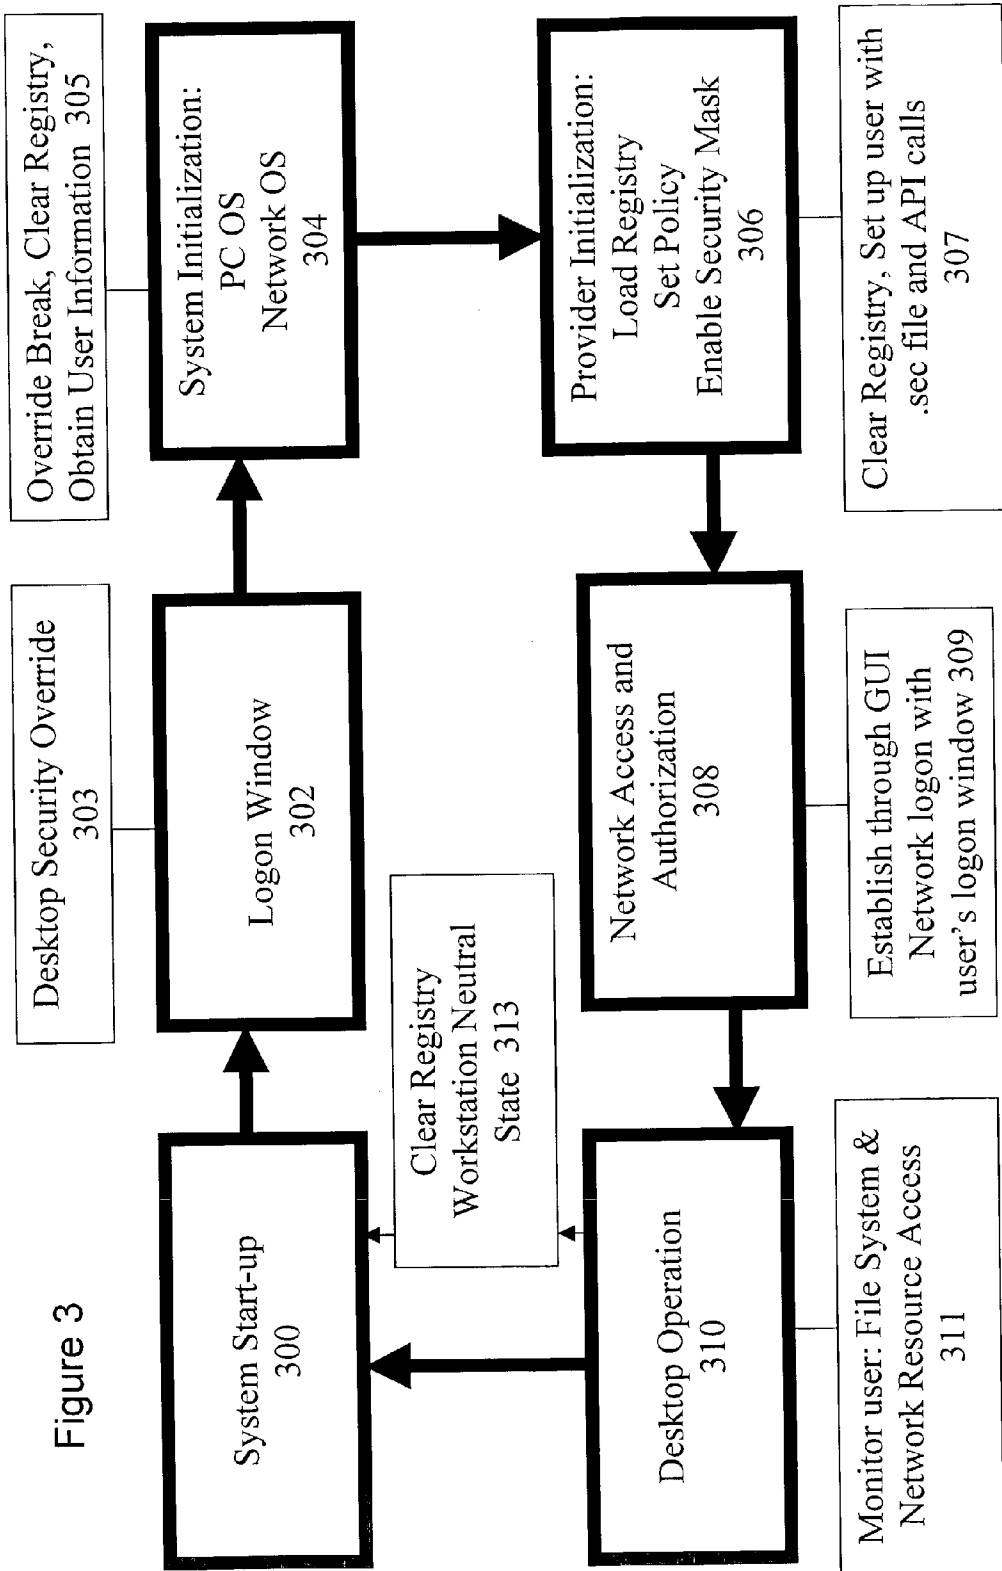 Figure 3
Desktop Security Override
303
Override Break, Clear Registry,
Obtain User Information 305
System Start-up
300
Logon Window
302
System Initialization:
PC OS
Network OS
304
Clear Registry
Workstation Neutral
State 313
Desktop Operation
310
Network Access and
Authorization
308
Provider Initialization:
Load Registry
Set Policy
Enable Security Mask
306
Monitor user: File System &
Network Resource Access
311
Establish through GUI
Network logon with
user's logon window 309
Clear Registry, Set up user with
.sec file and API calls
307